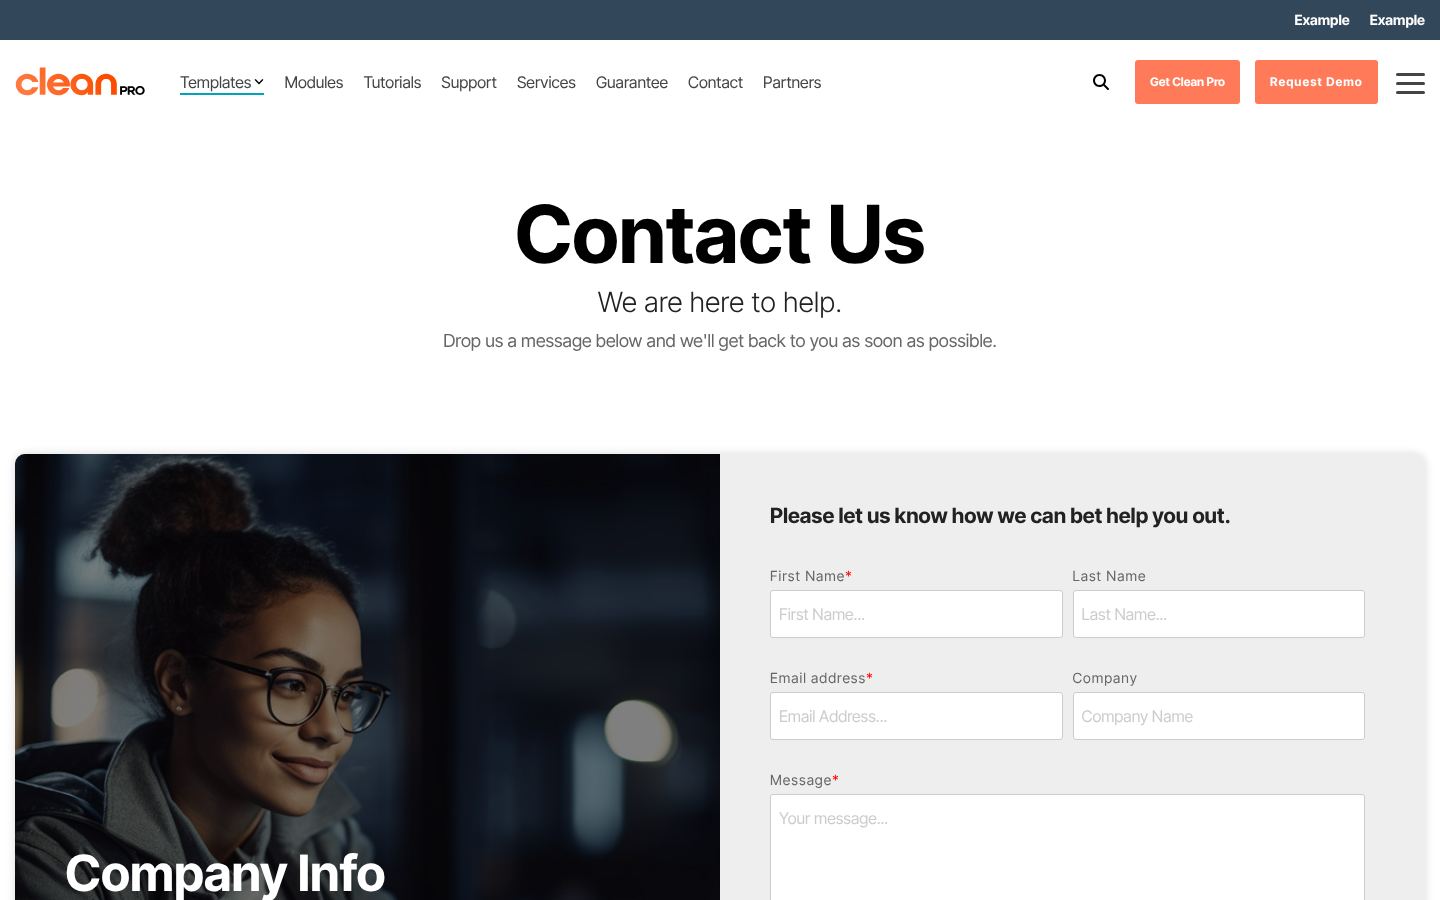 Example Example
clean PRO
Templates Modules Tutorials Support Services Guarantee Contact Partners
Get Clean Pro
Request Demo
Contact Us
We are here to help.
Drop us a message below and we'll get back to you as soon as possible.
Company Info
Please let us know how we can bet help you out.
First Name* Last Name
First Name... Last Name...
Email address* Company
Email Address... Company Name
Message*
Your message...